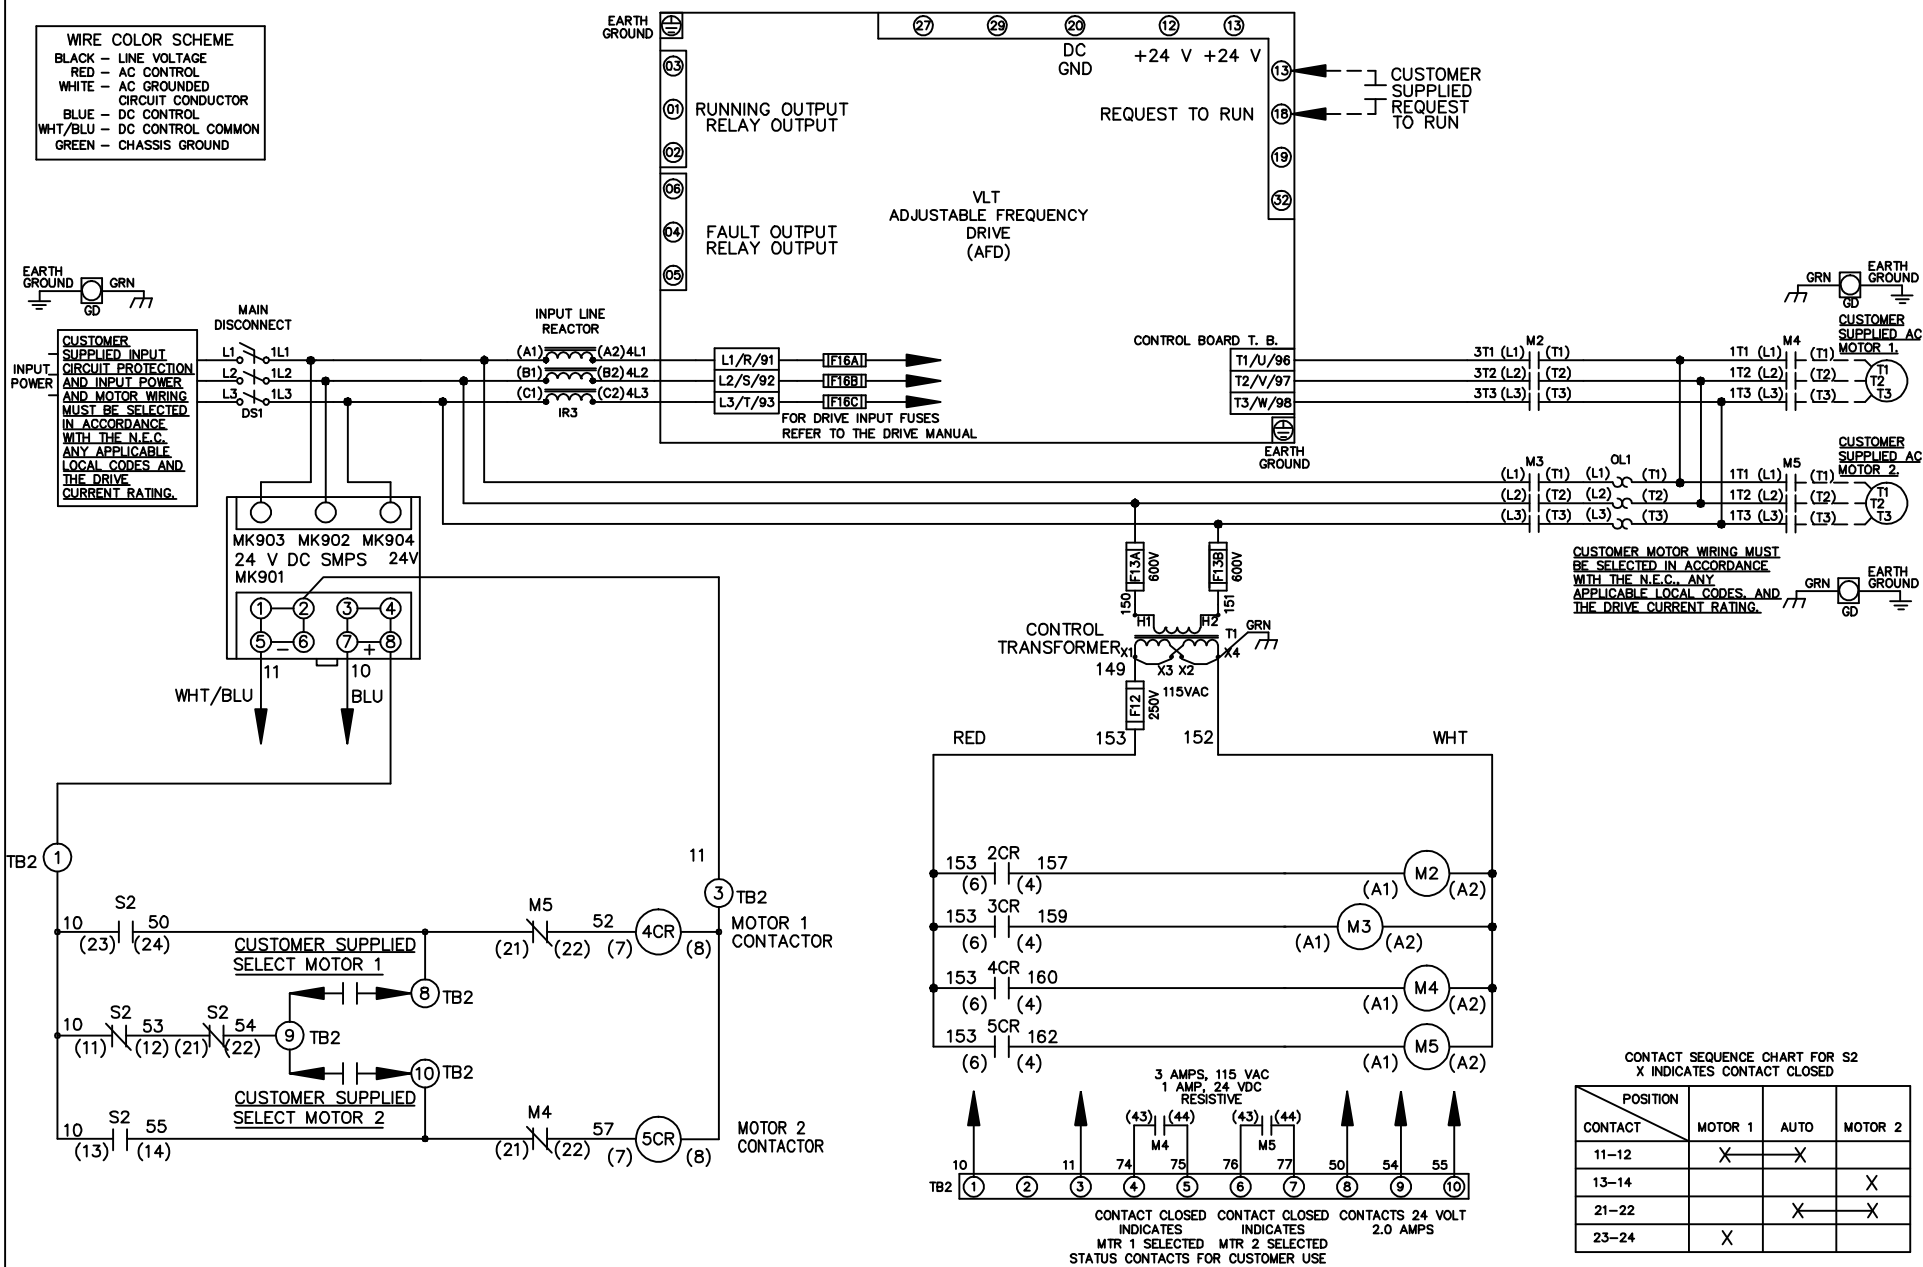 WIRE COLOR SCHEME
BLACK – LINE VOLTAGE
RED – AC CONTROL
WHITE – AC GROUNDED
CIRCUIT CONDUCTOR
BLUE – DC CONTROL
WHT/BLU – DC CONTROL COMMON
GREEN – CHASSIS GROUND
EARTH
GROUND
27 29 20 12 13
DC
GND
+24 V +24 V
03
01
02
RUNNING OUTPUT
RELAY OUTPUT
06
04
05
FAULT OUTPUT
RELAY OUTPUT
VLT
ADJUSTABLE FREQUENCY
DRIVE
(AFD)
REQUEST TO RUN
13
18
19
32
CUSTOMER
SUPPLIED
REQUEST
TO RUN
EARTH
GROUND
GRN
GD
INPUT
POWER
CUSTOMER
SUPPLIED INPUT
CIRCUIT PROTECTION
AND INPUT POWER
AND MOTOR WIRING
MUST BE SELECTED
IN ACCORDANCE
WITH THE N.E.C.
ANY APPLICABLE
LOCAL CODES AND
THE DRIVE
CURRENT RATING.
MAIN
DISCONNECT
L1 1L1
L2 1L2
L3 1L3
DS1
INPUT LINE
REACTOR
(A1) (A2) 4L1
(B1) (B2) 4L2
(C1) (C2) 4L3
IR3
L1/R/91 F16A
L2/S/92 F16B
L3/T/93 F16C
FOR DRIVE INPUT FUSES
REFER TO THE DRIVE MANUAL
CONTROL BOARD T. B.
T1/U/96
T2/V/97
T3/W/98
EARTH
GROUND
M2
3T1 (L1) (T1)
3T2 (L2) (T2)
3T3 (L3) (T3)
M4
1T1 (L1) (T1)
1T2 (L2) (T2)
1T3 (L3) (T3)
T1
T2
T3
GRN
GD
EARTH
GROUND
CUSTOMER
SUPPLIED AC
MOTOR 1.
M3 OL1
(L1) (T1) (L1) (T1)
(L2) (T2) (L2) (T2)
(L3) (T3) (L3) (T3)
M5
1T1 (L1) (T1)
1T2 (L2) (T2)
1T3 (L3) (T3)
T1
T2
T3
CUSTOMER
SUPPLIED AC
MOTOR 2.
CUSTOMER MOTOR WIRING MUST
BE SELECTED IN ACCORDANCE
WITH THE N.E.C., ANY
APPLICABLE LOCAL CODES, AND
THE DRIVE CURRENT RATING.
GRN
GD
EARTH
GROUND
MK903 MK902 MK904
24 V DC SMPS 24V
MK901
1 2 3 4
5 – 6 7 + 8
11 10
WHT/BLU BLU
F13A
600V
F13B
600V
150 151
H1 H2
T1 GRN
CONTROL
TRANSFORMER
X1 X3 X2 X4
149
115VAC
F12
250V
RED 153 152 WHT
TB2 1
11
3 TB2
S2
10 50
(23) (24)
M5
52
(21) (22) (7) 4CR (8)
MOTOR 1
CONTACTOR
CUSTOMER SUPPLIED
SELECT MOTOR 1
8 TB2
S2 S2
10 53 54
(11) (12) (21) (22)
9 TB2
10 TB2
CUSTOMER SUPPLIED
SELECT MOTOR 2
S2
10 55
(13) (14)
M4
57
(21) (22) (7) 5CR (8)
MOTOR 2
CONTACTOR
2CR
153 157
(6) (4) (A1) M2 (A2)
3CR
153 159
(6) (4) (A1) M3 (A2)
4CR
153 160
(6) (4) (A1) M4 (A2)
5CR
153 162
(6) (4) (A1) M5 (A2)
3 AMPS, 115 VAC
1 AMP, 24 VDC
RESISTIVE
(43) (44) (43) (44)
M4 M5
10 11 74 75 76 77 50 54 55
TB2 1 2 3 4 5 6 7 8 9 10
CONTACT CLOSED
INDICATES
MTR 1 SELECTED
CONTACT CLOSED
INDICATES
MTR 2 SELECTED
CONTACTS 24 VOLT
2.0 AMPS
STATUS CONTACTS FOR CUSTOMER USE
CONTACT SEQUENCE CHART FOR S2
X INDICATES CONTACT CLOSED
POSITION
CONTACT MOTOR 1 AUTO MOTOR 2
11–12 X X
13–14 X
21–22 X X
23–24 X